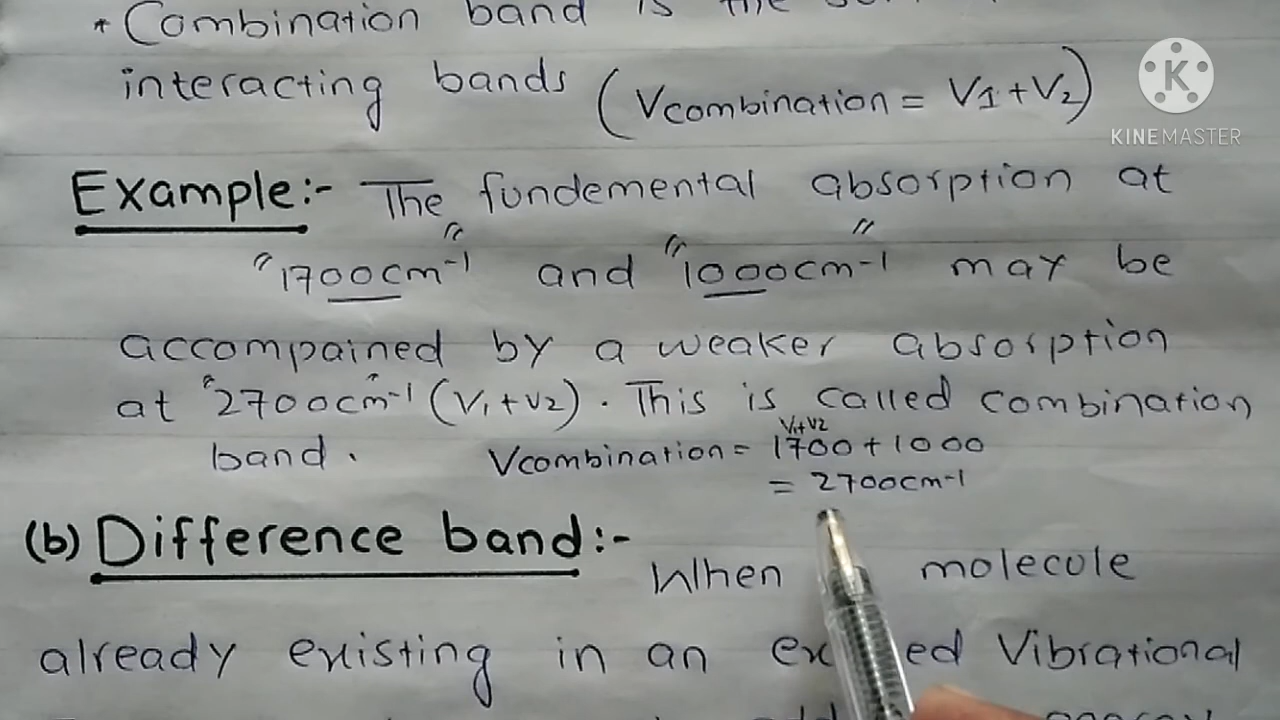 * Combination band is the
interacting bands (Vcombination = V1+V2)
KINEMASTER
Example:- The fundemental absorption at
"1700cm-1" and "1000cm-1" may be
accompained by a weaker absorption
at "2700cm-1" (V1+V2). This is called combination
band. Vcombination = 1700+1000
V1+V2
= 2700cm-1
(b) Difference band:- When molecule
already existing in an Vibrational